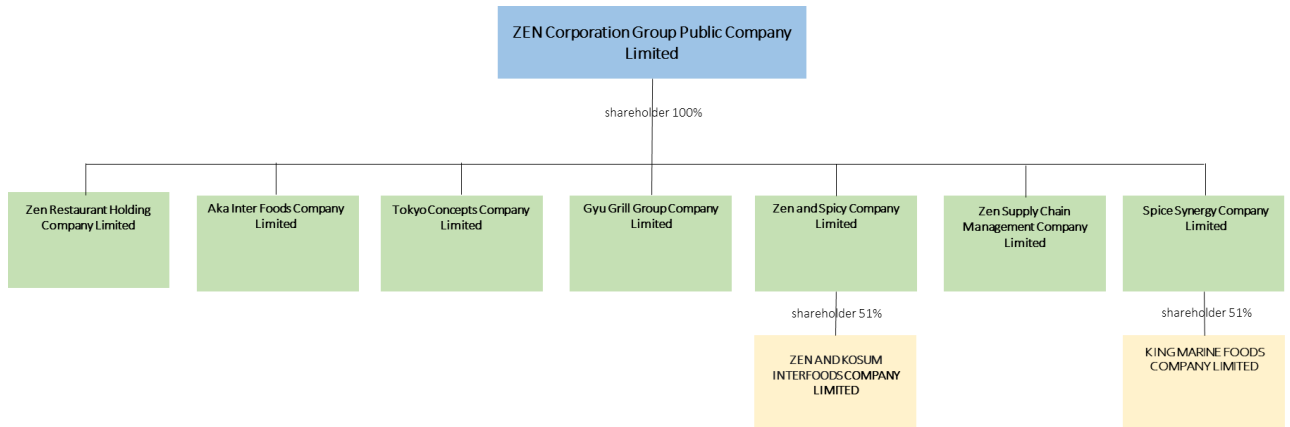 ZEN Corporation Group Public Company
Limited
shareholder 100%
Zen Restaurant Holding
Company Limited
Aka Inter Foods Company
Limited
Tokyo Concepts Company
Limited
Gyu Grill Group Company
Limited
Zen and Spicy Company
Limited
Zen Supply Chain
Management Company
Limited
Spice Synergy Company
Limited
shareholder 51%
shareholder 51%
ZEN AND KOSUM
INTERFOODS COMPANY
LIMITED
KING MARINE FOODS
COMPANY LIMITED